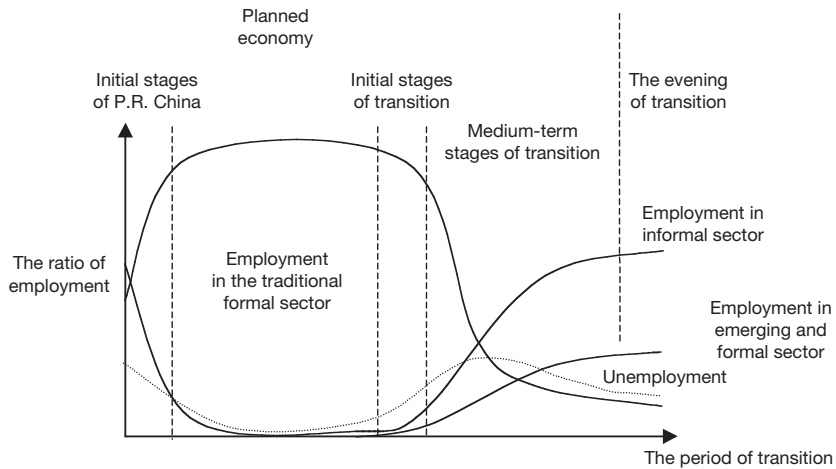 Planned
economy
Initial stages
of P.R. China
Initial stages
of transition
The evening
of transition
Medium-term
stages of transition
Employment in
informal sector
The ratio of
employment
Employment
in the traditional
formal sector
Employment in
emerging and
formal sector
Unemployment
The period of transition